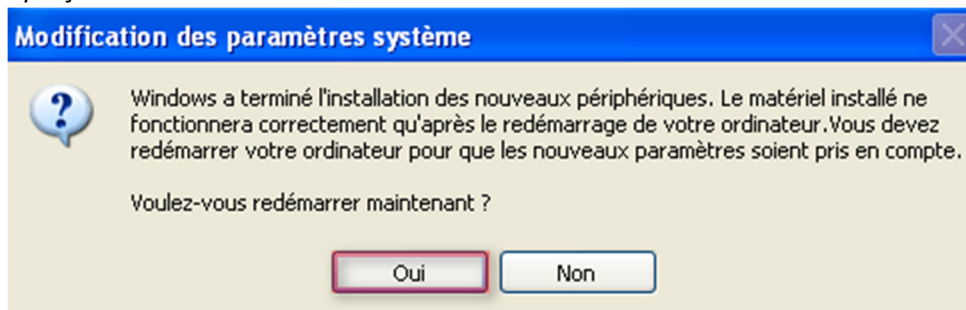 Modification des paramètres système
Windows a terminé l'installation des nouveaux périphériques. Le matériel installé ne
fonctionnera correctement qu'après le redémarrage de votre ordinateur.Vous devez
redémarrer votre ordinateur pour que les nouveaux paramètres soient pris en compte.
Voulez-vous redémarrer maintenant ?
Oui
Non